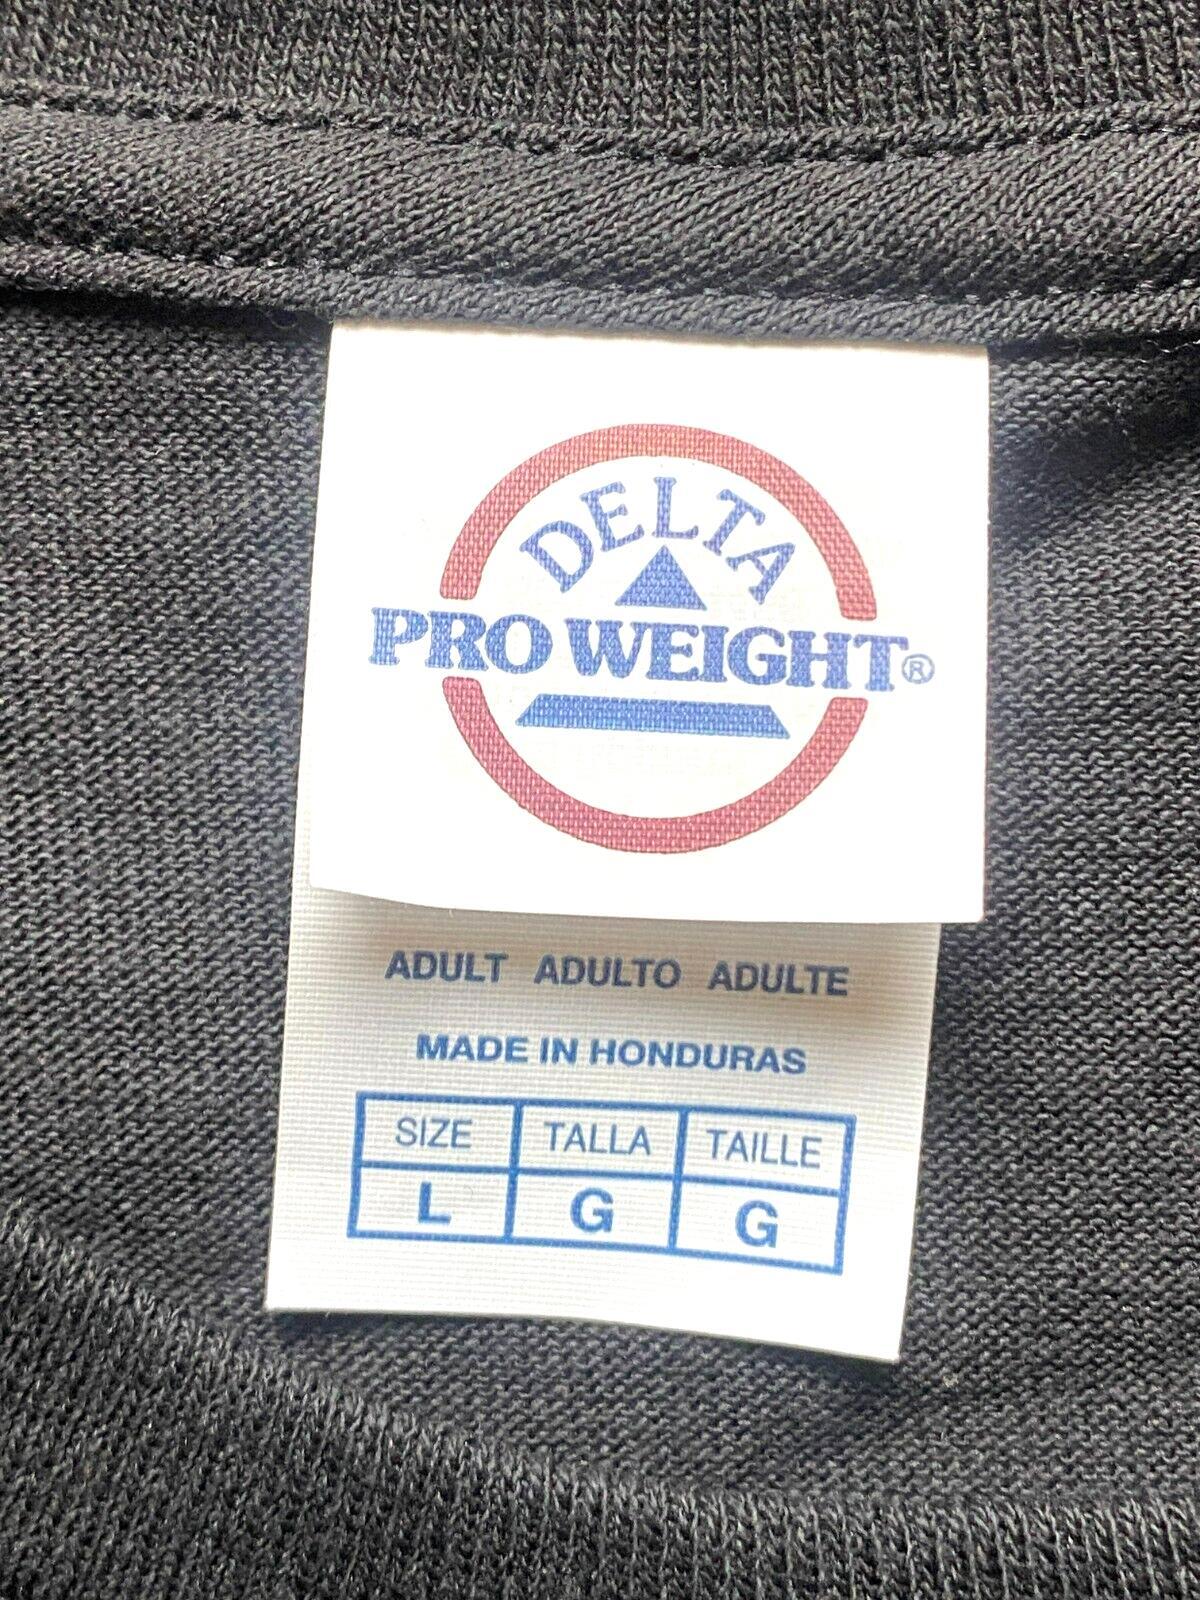 DELTA
PRO WEIGHT®
ADULT ADULTO ADULTE
MADE IN HONDURAS
SIZE TALLA TAILLE
L G G